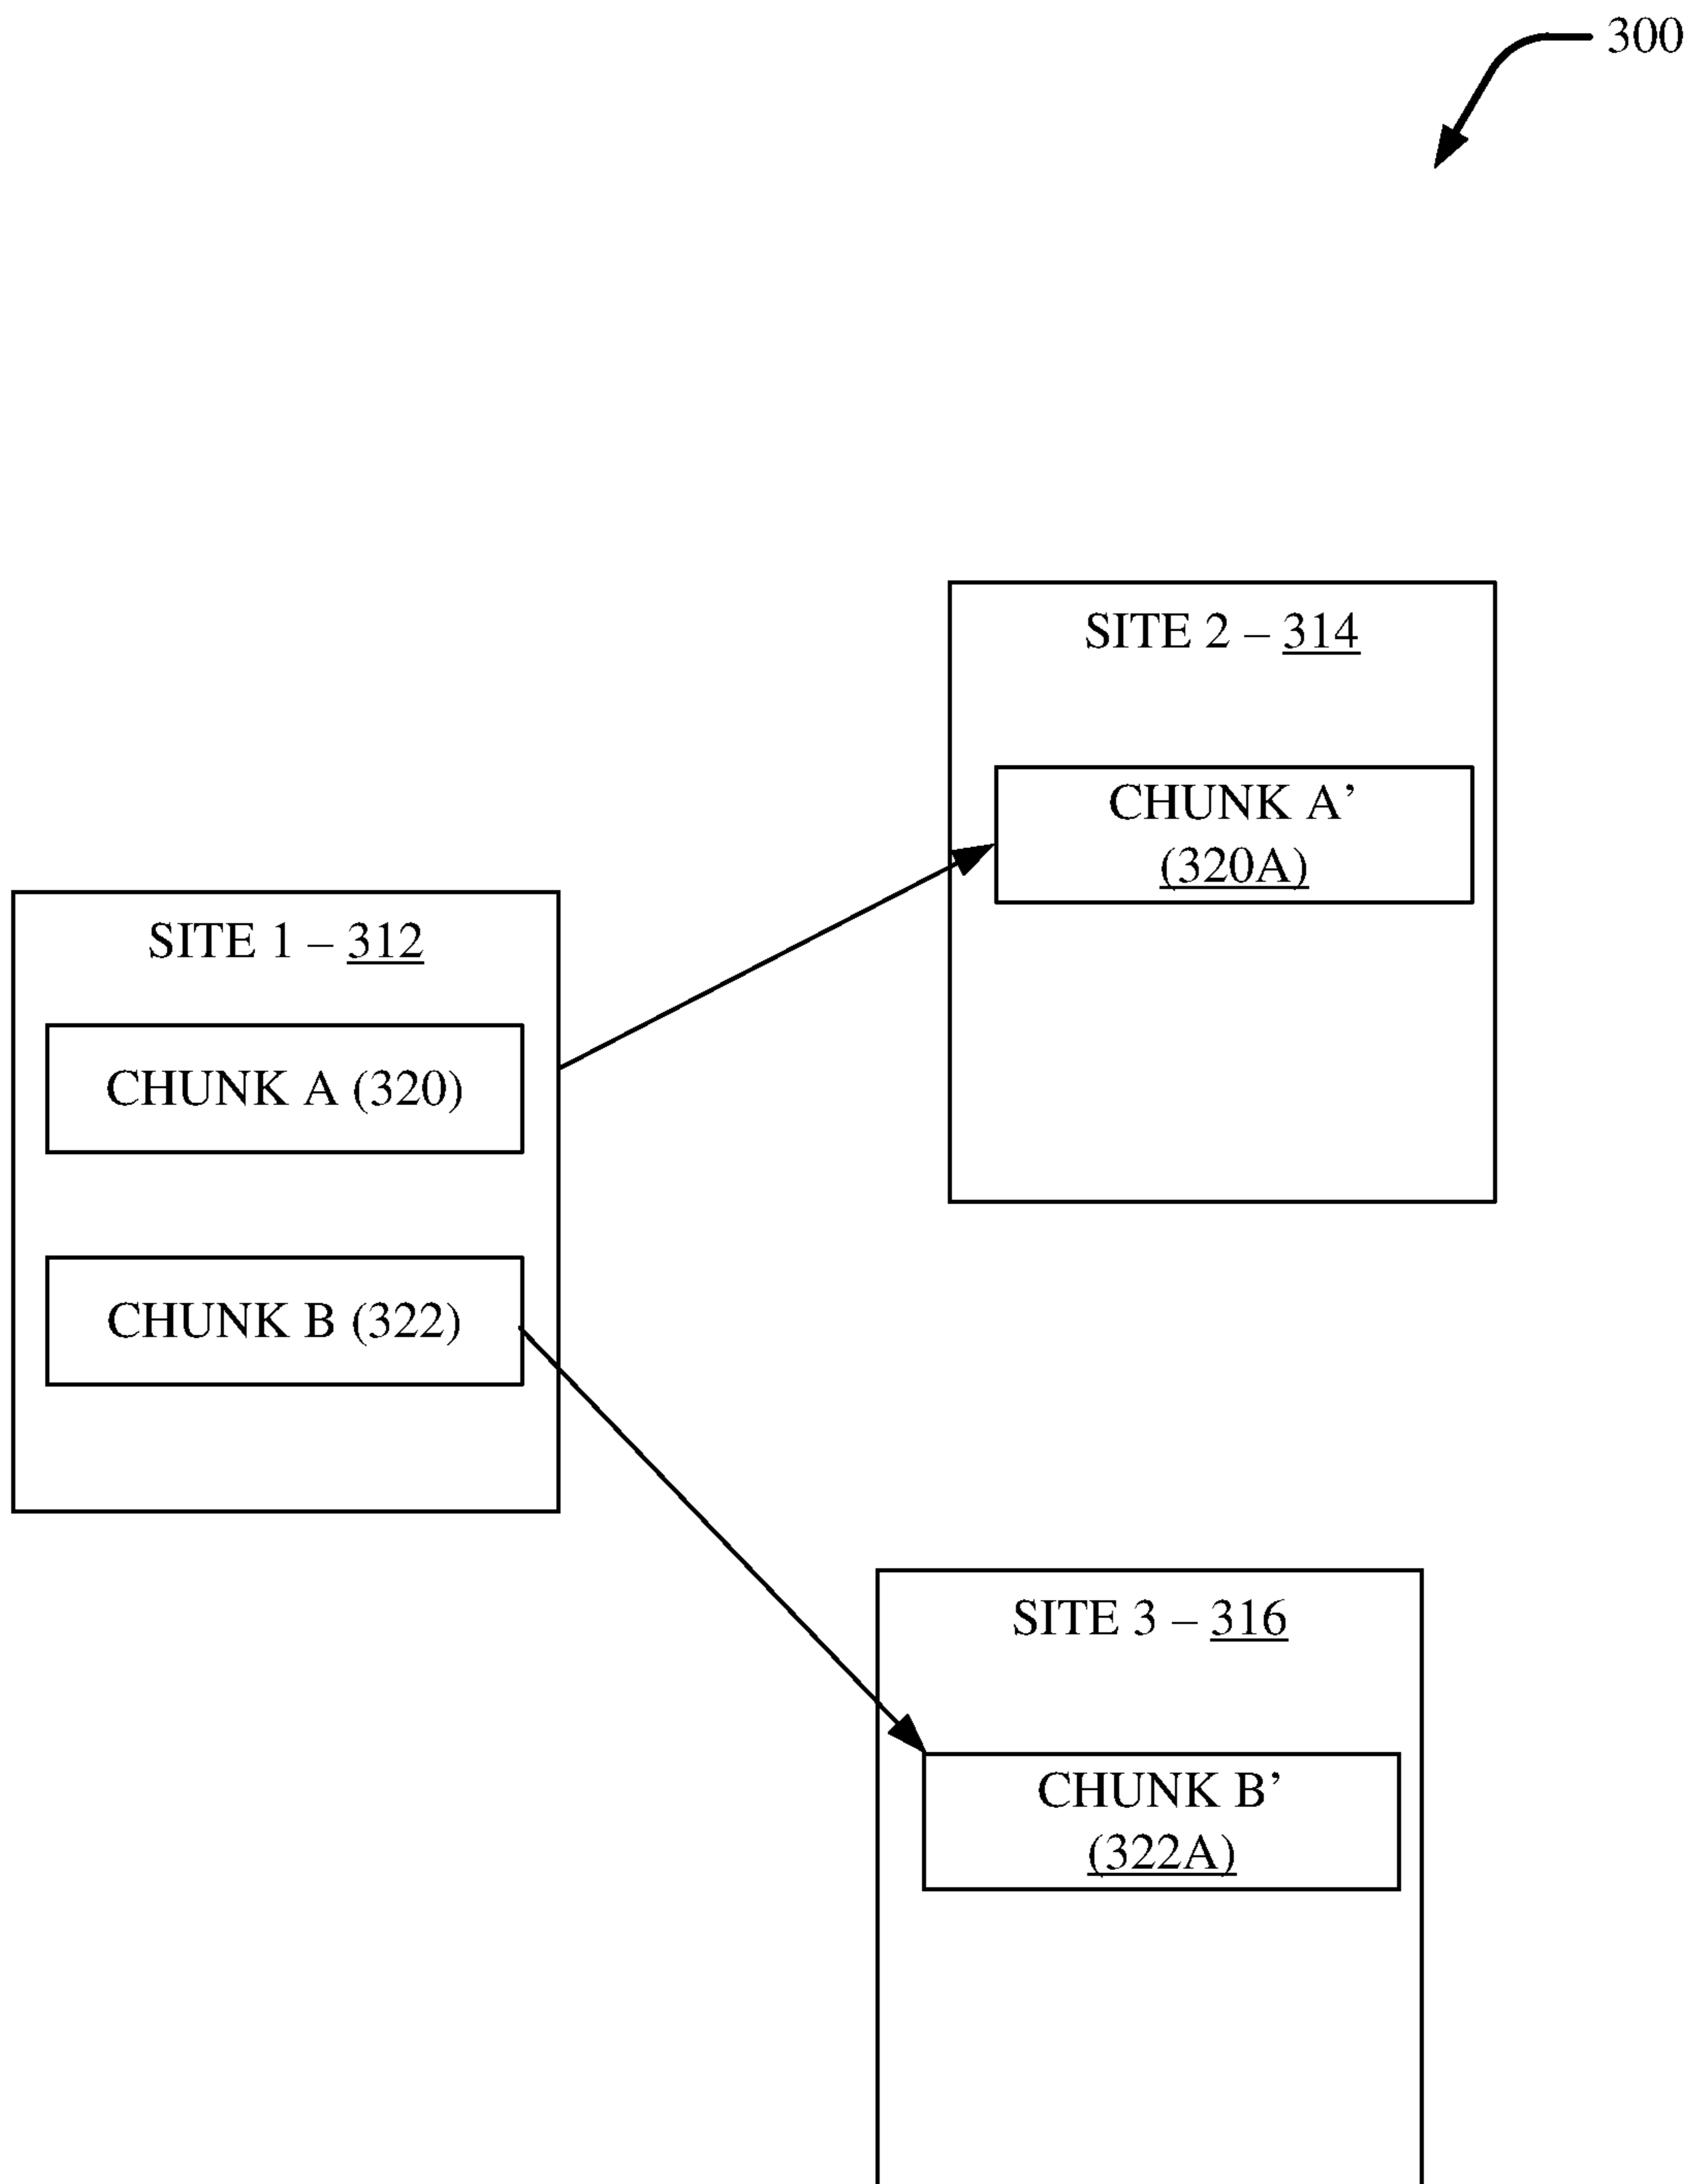 300
SITE 2 – 314
CHUNK A’
(320A)
SITE 1 – 312
CHUNK A (320)
CHUNK B (322)
SITE 3 – 316
CHUNK B’
(322A)